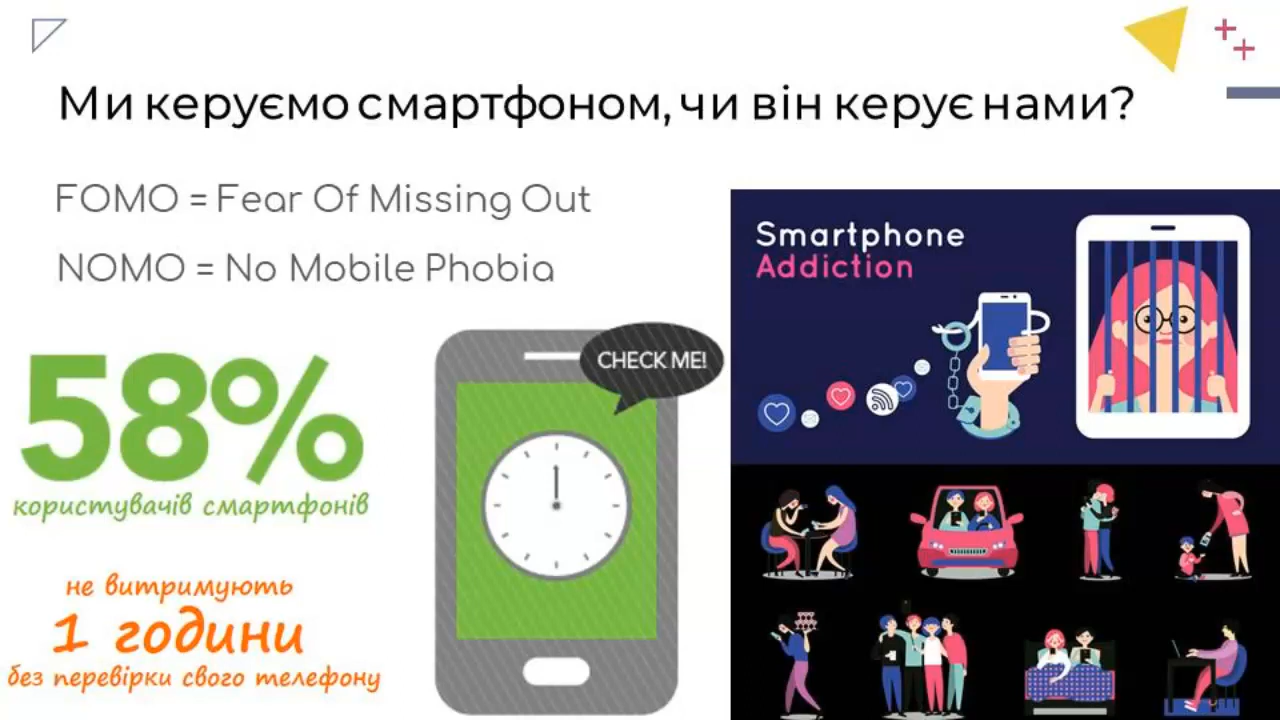 Ми керуємо смартфоном, чи він керує нами?
FOMO = Fear Of Missing Out
NOMO = No Mobile Phobia
58%
користувачів смартфонів
не витримують
1 години
без перевірки свого телефону
CHECK ME!
Smartphone
Addiction